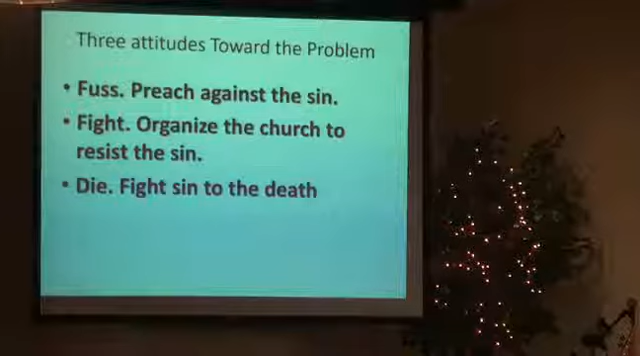 Three attitudes Toward the Problem
• Fuss. Preach against the sin.
• Fight. Organize the church to
resist the sin.
• Die. Fight sin to the death